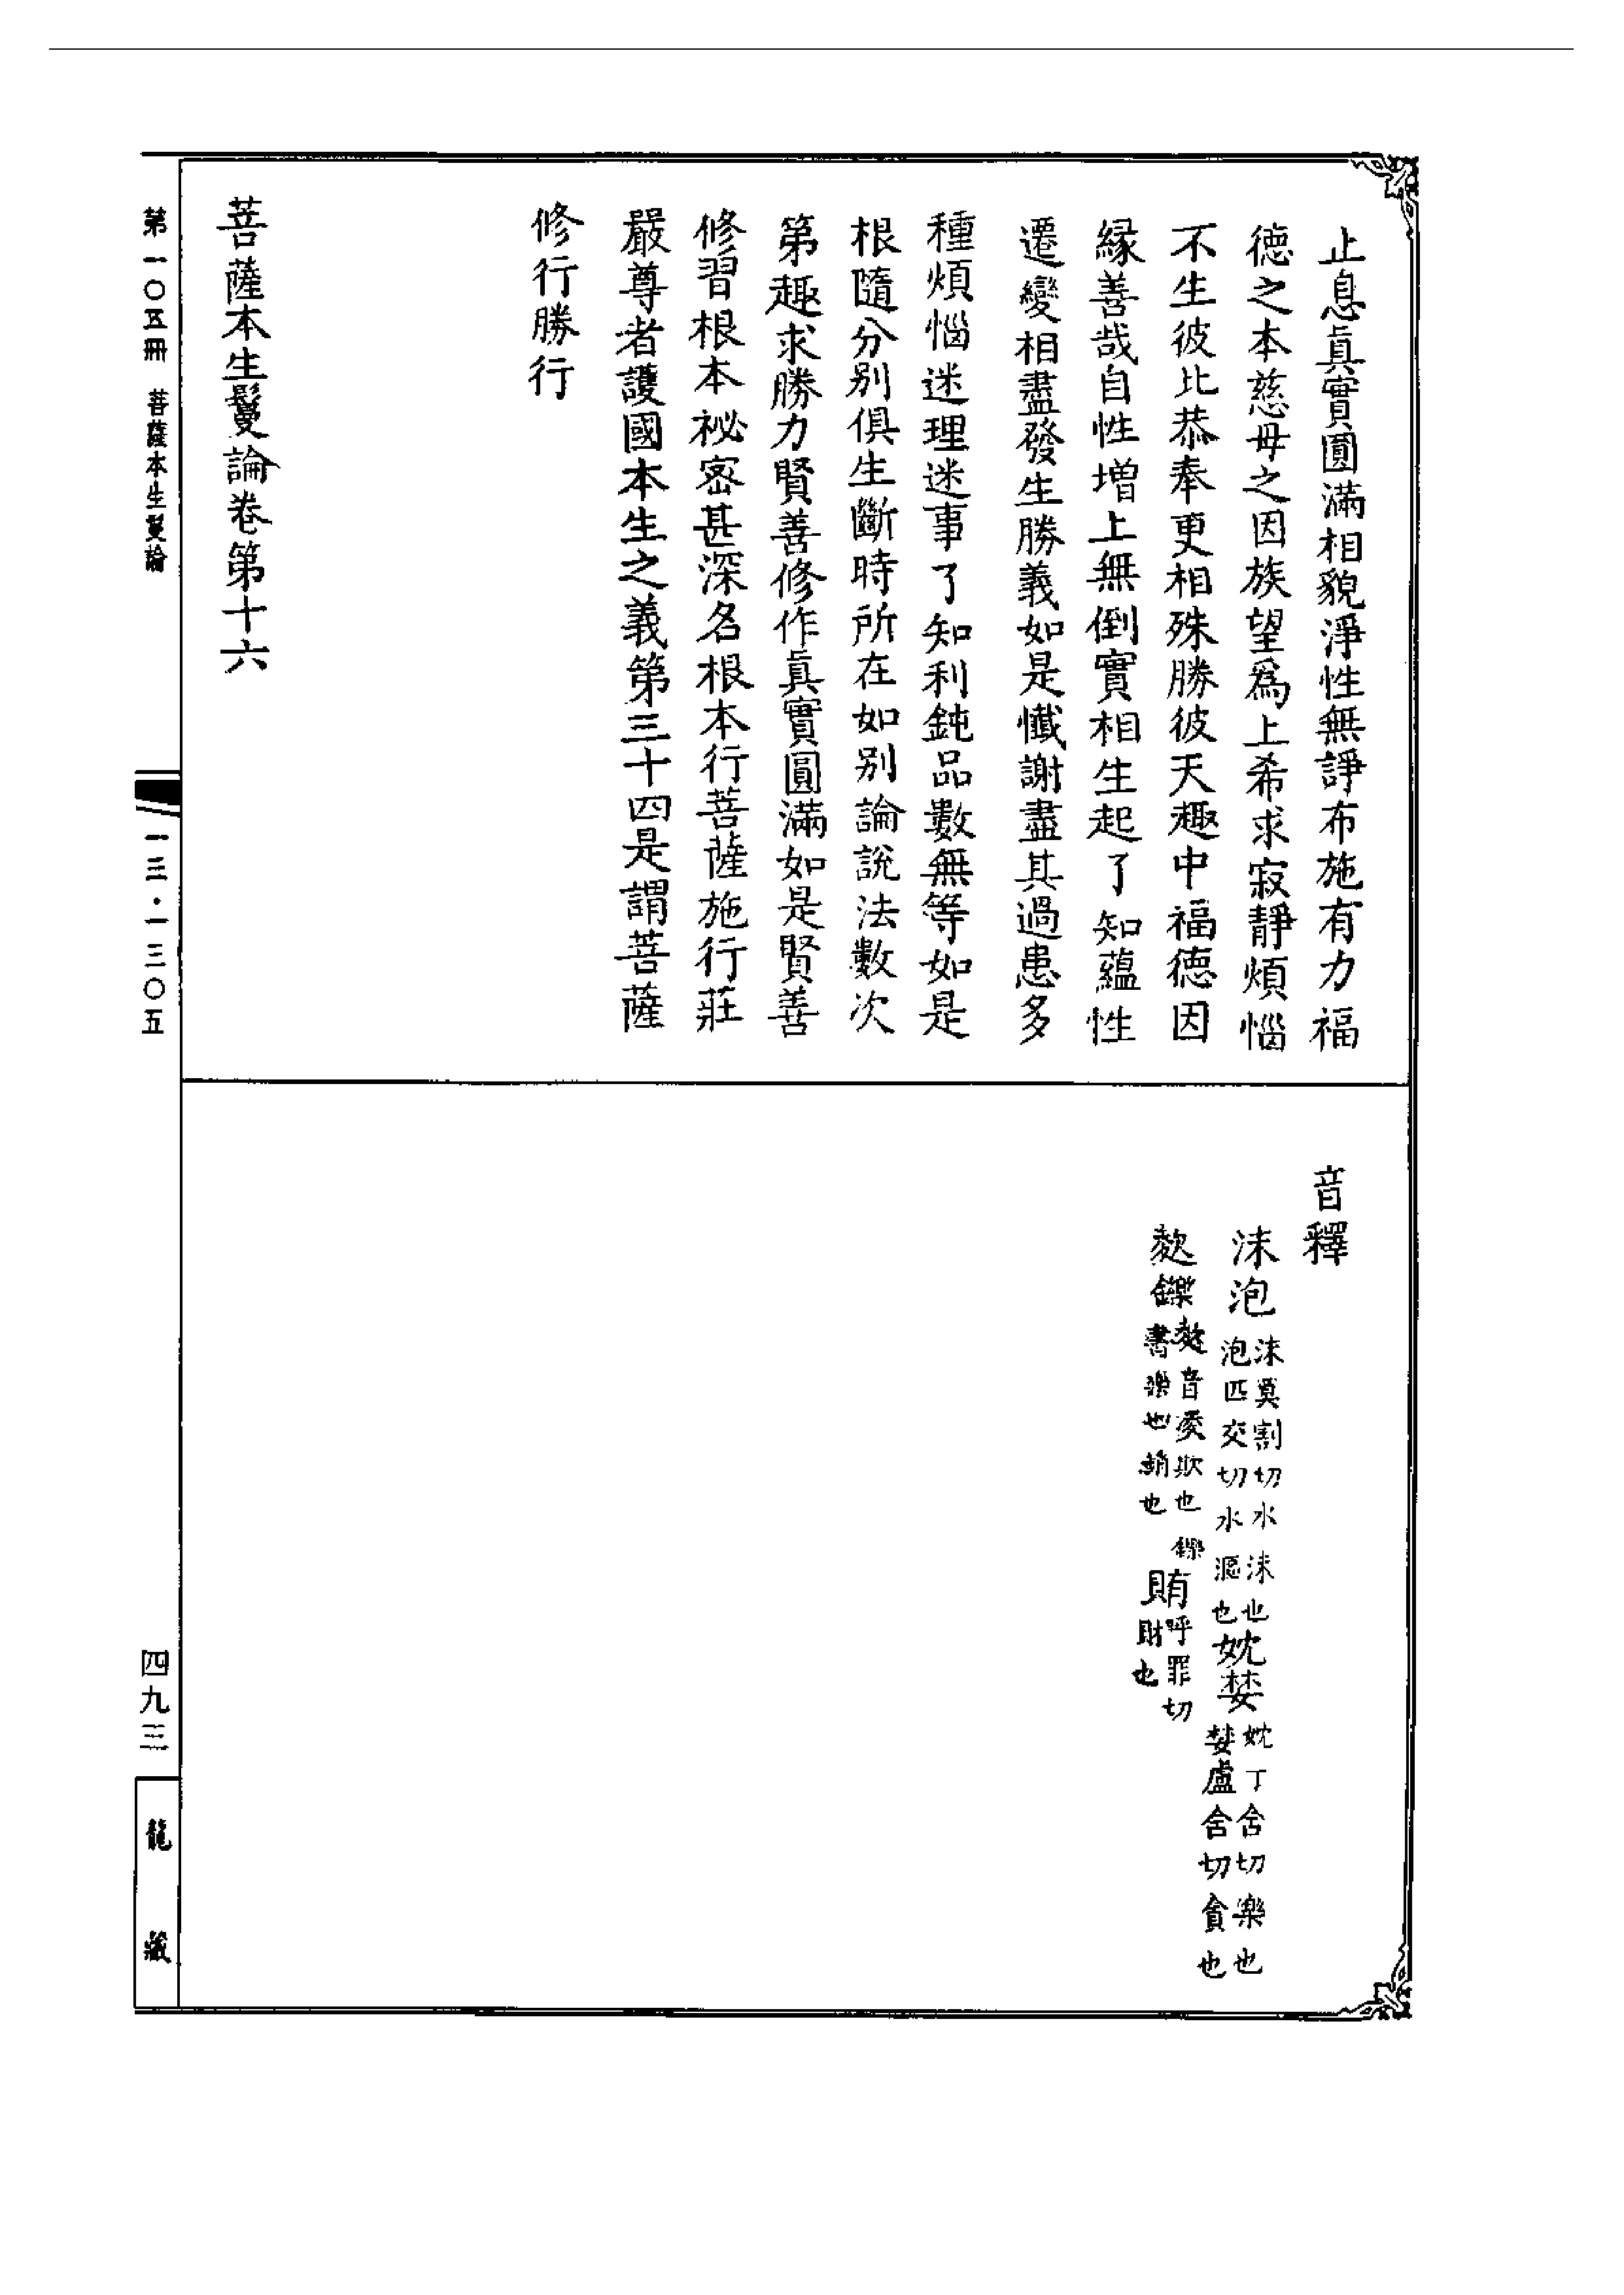 止息眞實圓滿相貌淨性無諍布施有力福
德之本慈母之因族望爲上希求寂靜煩惱
不生彼比恭奉更相殊勝彼天趣中福德因
緣善哉自性增上無倒實相生起了知蘊性
遷變相盡發生勝義如是懺謝盡其過患多
種煩惱迷理迷事了知利鈍品數無等如是
根隨分別俱生斷時所在如別論說法數次
第趣求勝力賢善修作眞實圓滿如是賢善
修習根本祕密甚深名根本行菩薩施行莊
嚴尊者護國本生之義第三十四是謂菩薩
修行勝行
菩薩本生鬘論卷第十六
音釋
沫泡
沫莫割切水沫也
泡匹交切水漚也
妉婪
妉丁含切樂也
婪盧含切貪也
欻鑠
音
欺也鑠
書樂也銷也
賄
呼罪切
財也
第一〇五冊 菩薩本生鬘論
一三·一三〇五
四九三
龍藏